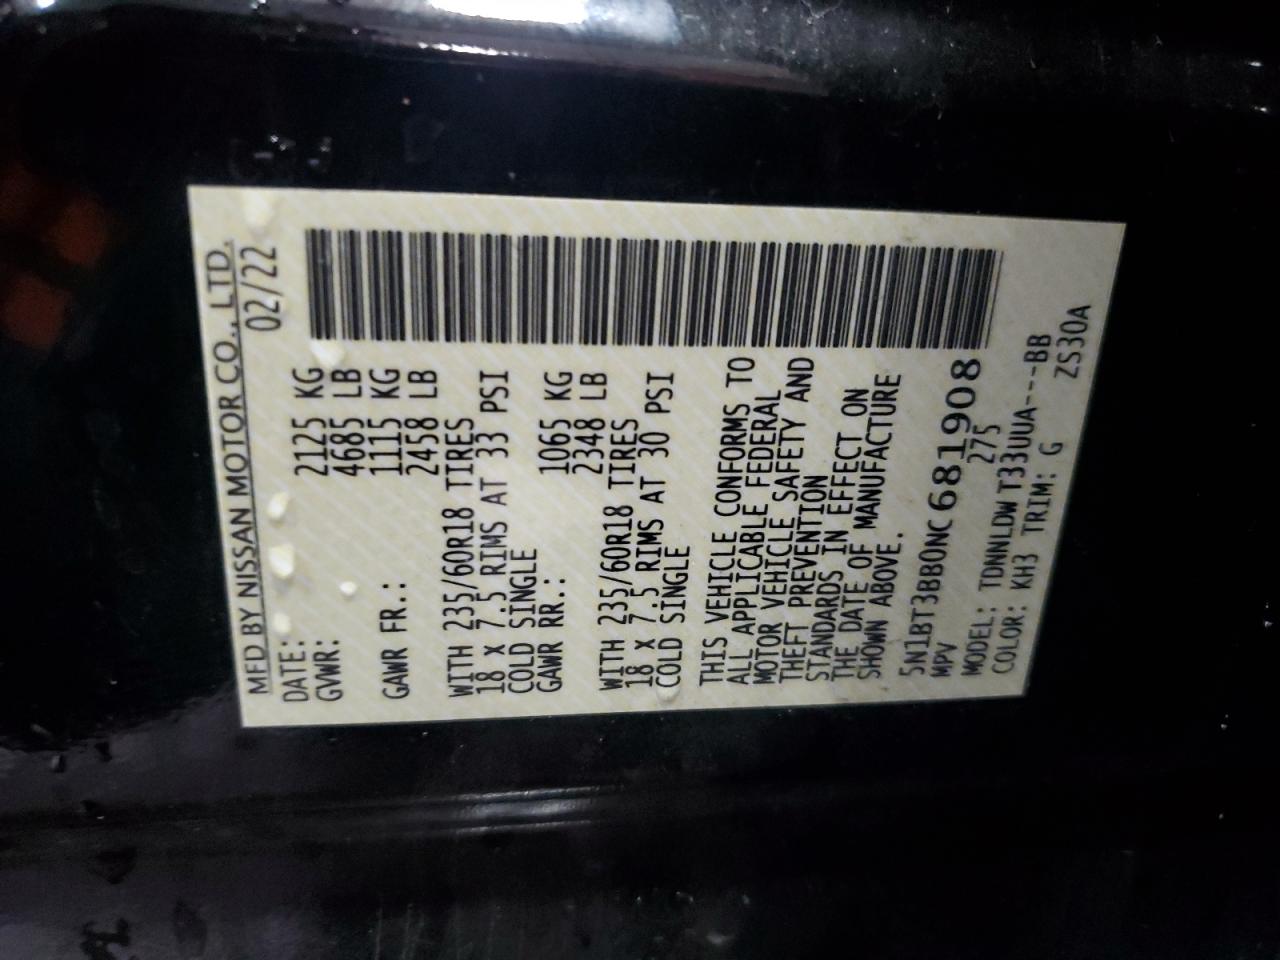 MFD BY NISSAN MOTOR CO., LTD.
DATE: 02/22
GVWR: 2125 KG
4685 LB
GAWR FR.: 1115 KG
2458 LB
WITH 235/60R18 TIRES
18 X 7.5 RIMS AT 33 PSI
COLD SINGLE
GAWR RR.: 1065 KG
2348 LB
WITH 235/60R18 TIRES
18 X 7.5 RIMS AT 30 PSI
COLD SINGLE
THIS VEHICLE CONFORMS TO
ALL APPLICABLE FEDERAL
MOTOR VEHICLE SAFETY AND
THEFT PREVENTION
STANDARDS IN EFFECT ON
THE DATE OF MANUFACTURE
SHOWN ABOVE.
5N1BT3BB0NC681908
MPV 275
MODEL: TDNNLDWT33UUA---BB
COLOR: KH3 TRIM: G ZS30A